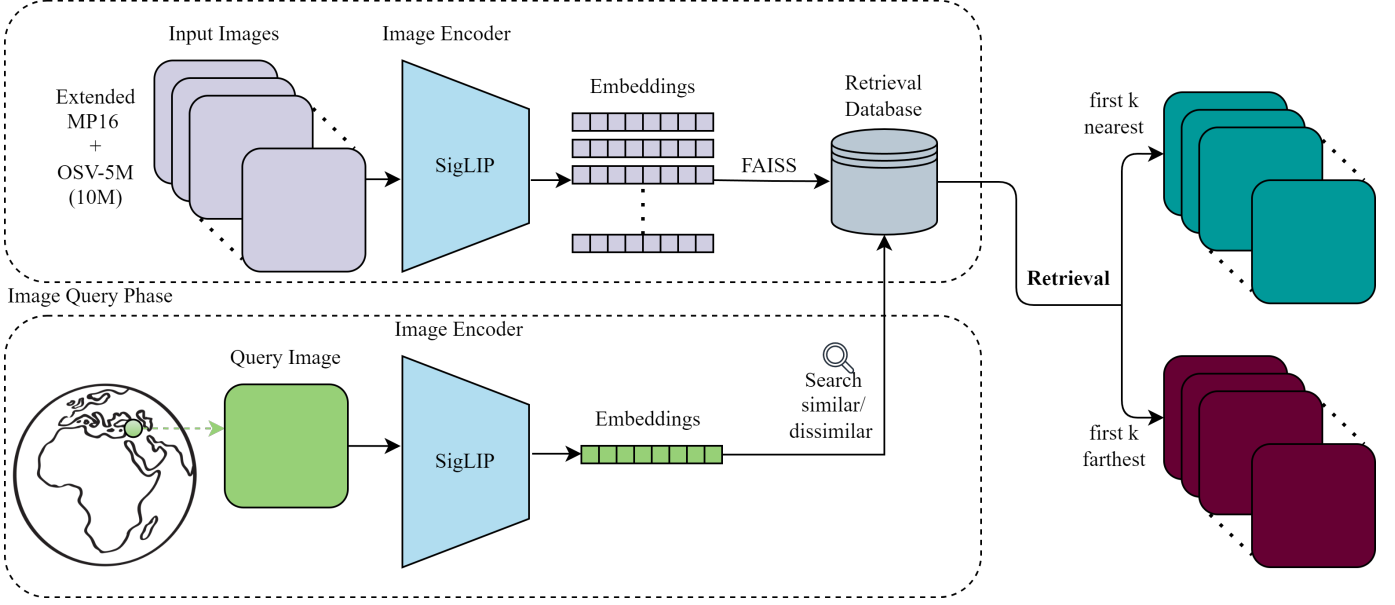 Input Images
Image Encoder
Extended
MP16
+
OSV-5M
(10M)
SigLIP
Embeddings
FAISS
Retrieval
Database
Retrieval
first k
nearest
first k
farthest
Image Query Phase
Query Image
Image Encoder
SigLIP
Embeddings
Search
similar/
dissimilar